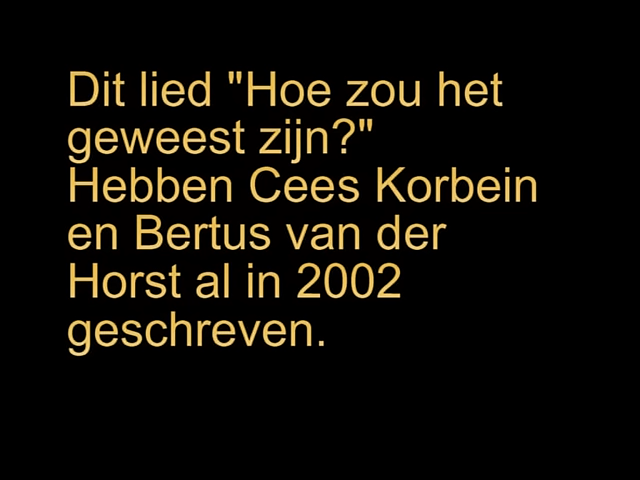 Dit lied "Hoe zou het
geweest zijn?"
Hebben Cees Korbein
en Bertus van der
Horst al in 2002
geschreven.